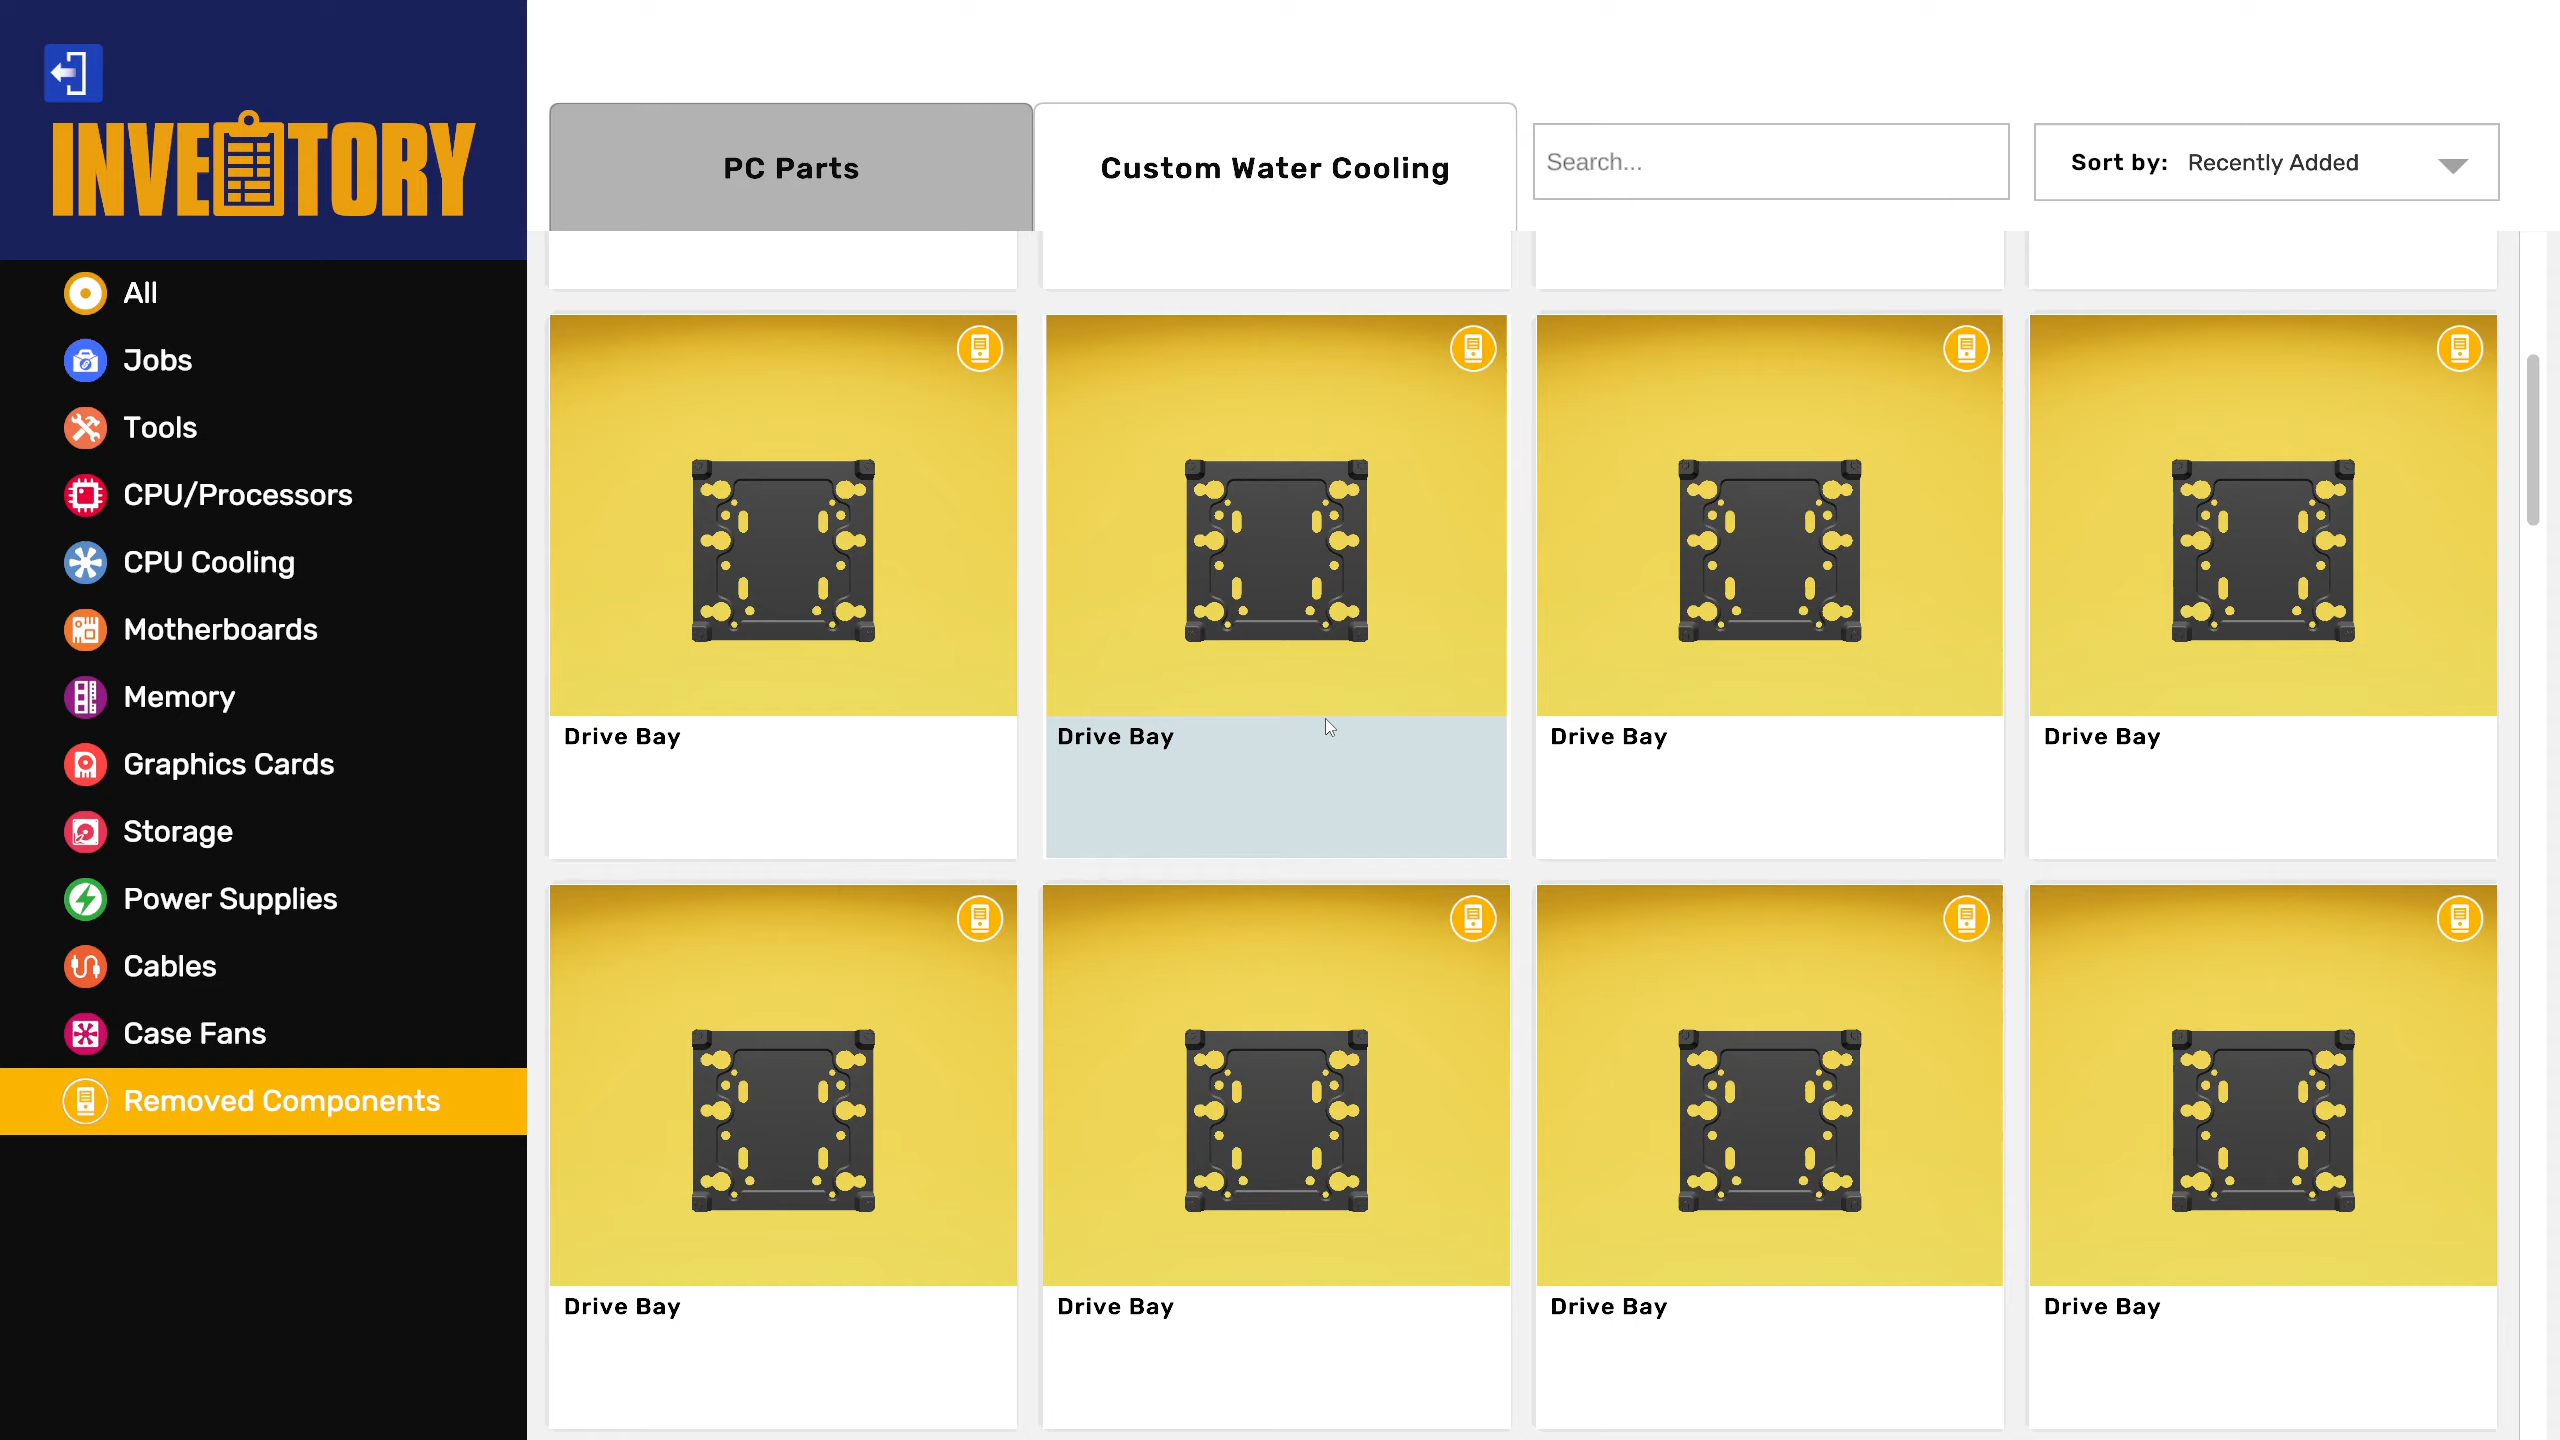 INVENTORY
PC Parts
Custom Water Cooling
Search...
Sort by: Recently Added
All
Jobs
Tools
CPU/Processors
CPU Cooling
Motherboards
Memory
Graphics Cards
Storage
Power Supplies
Cables
Case Fans
Removed Components
Drive Bay
Drive Bay
Drive Bay
Drive Bay
Drive Bay
Drive Bay
Drive Bay
Drive Bay